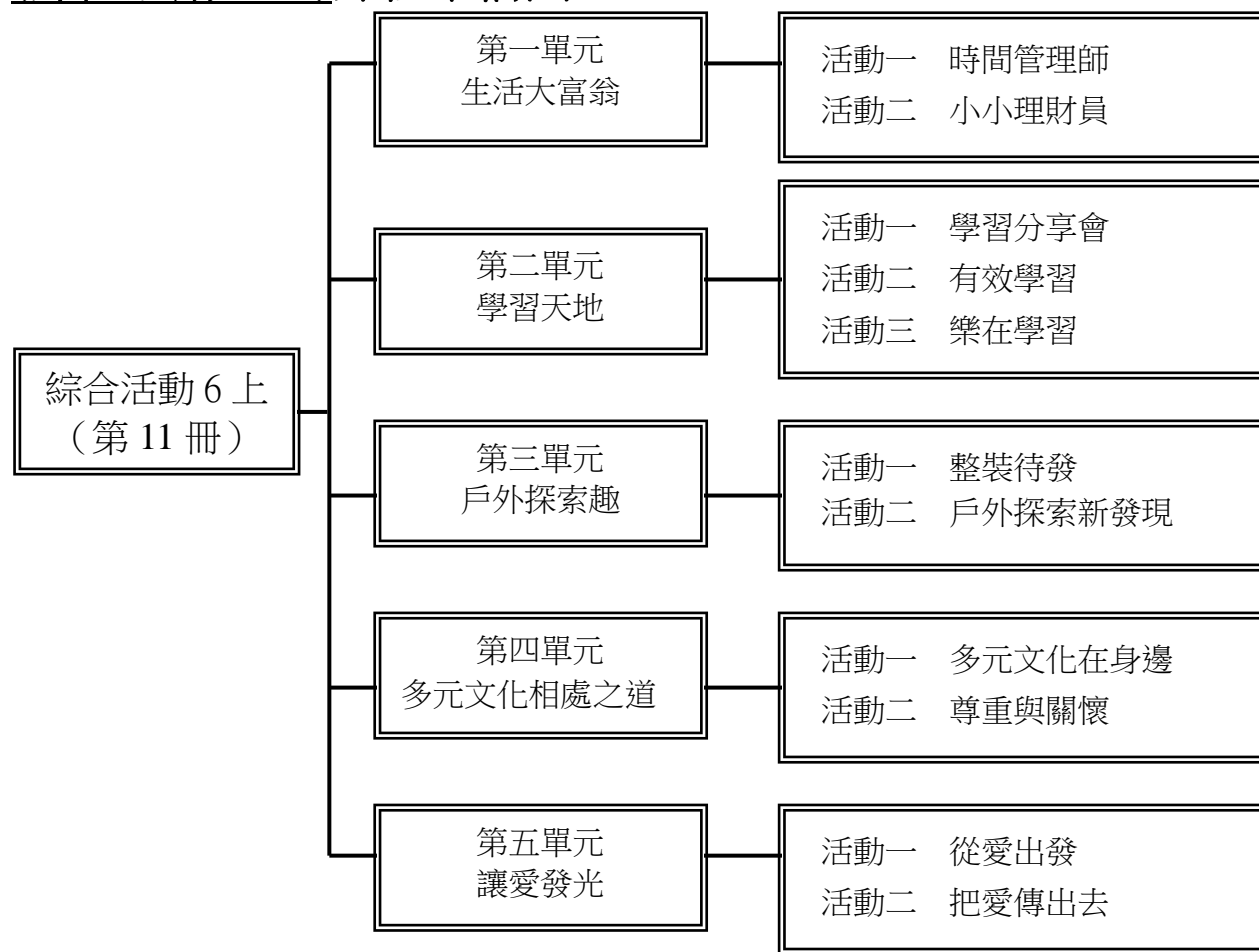 第一單元
生活大富翁
活動一　時間管理師
活動二　小小理財員
第二單元
學習天地
活動一　學習分享會
活動二　有效學習
活動三　樂在學習
綜合活動 6 上
（第 11 冊）
第三單元
戶外探索趣
活動一　整裝待發
活動二　戶外探索新發現
第四單元
多元文化相處之道
活動一　多元文化在身邊
活動二　尊重與關懷
第五單元
讓愛發光
活動一　從愛出發
活動二　把愛傳出去